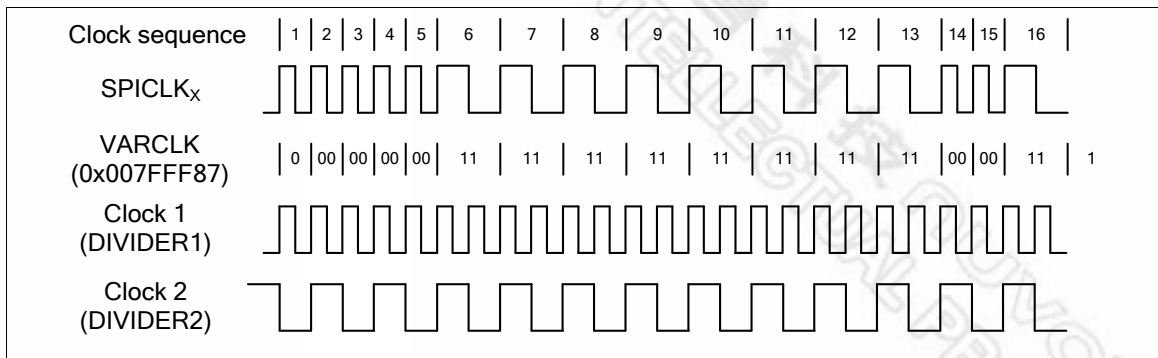 Clock sequence 1 2 3 4 5 6 7 8 9 10 11 12 13 14 15 16
SPICLKX
VARCLK
(0x007FFF87)
0 00 00 00 00 11 11 11 11 11 11 11 11 00 00 11 1
Clock 1
(DIVIDER1)
Clock 2
(DIVIDER2)